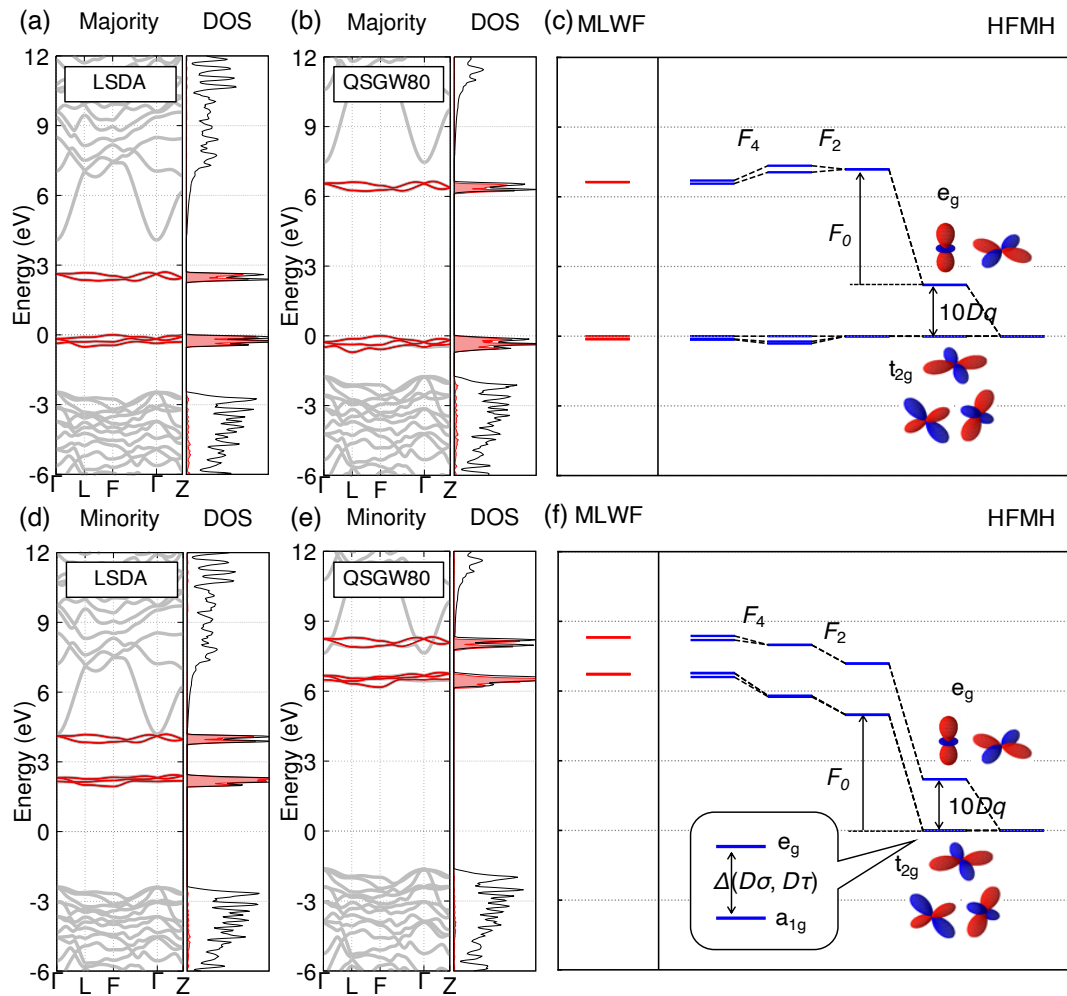 (a) Majority DOS (b) Majority DOS (c) MLWF HFMH
12
9
6
3
0
-3
-6
Energy (eV)
LSDA
Γ L F Γ Z
12
9
6
3
0
-3
-6
Energy (eV)
QSGW80
Γ L F Γ Z
F4 F2
eg
F0
10Dq
t2g
(d) Minority DOS (e) Minority DOS (f) MLWF HFMH
12
9
6
3
0
-3
-6
Energy (eV)
LSDA
Γ L F Γ Z
12
9
6
3
0
-3
-6
Energy (eV)
QSGW80
Γ L F Γ Z
F4 F2
eg
F0
10Dq
t2g
eg
Δ(Dσ, Dτ)
a1g